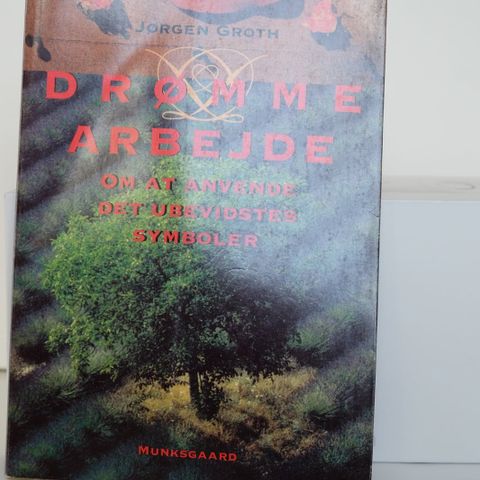 JØRGEN GROTH
DRØMME
ARBEJDE
OM AT ANVENDE
DET UBEVIDSTES
SYMBOLER
MUNKSGAARD